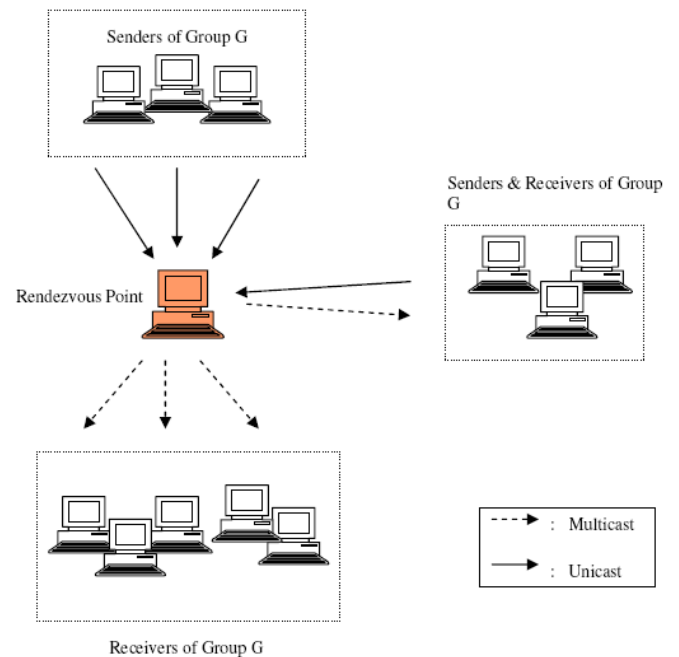 Senders of Group G
Senders & Receivers of Group
G
Rendezvous Point
: Multicast
: Unicast
Receivers of Group G